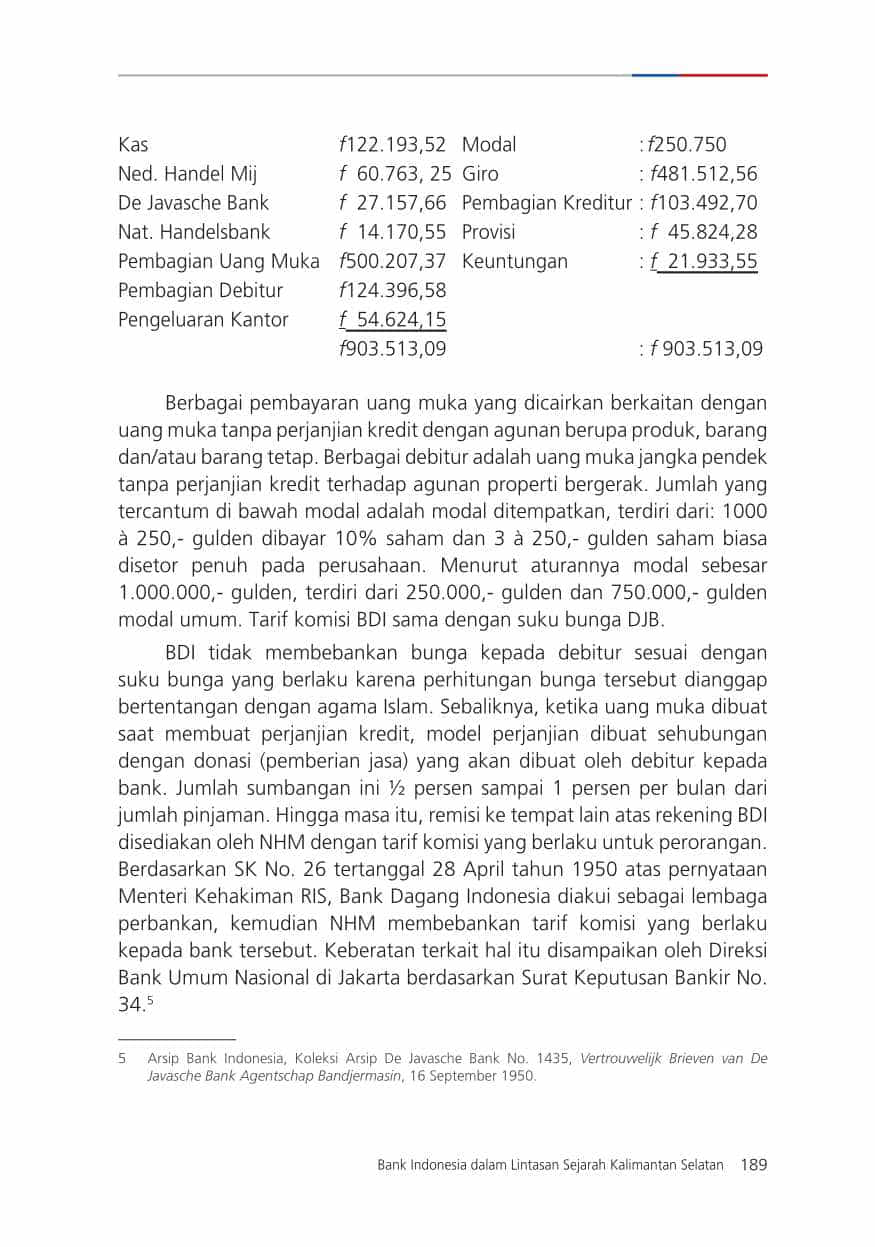 Kas f122.193,52 Modal : f250.750
Ned. Handel Mij f 60.763, 25 Giro : f481.512,56
De Javasche Bank f 27.157,66 Pembagian Kreditur : f103.492,70
Nat. Handelsbank f 14.170,55 Provisi : f 45.824,28
Pembagian Uang Muka f500.207,37 Keuntungan : f 21.933,55
Pembagian Debitur f124.396,58
Pengeluaran Kantor f 54.624,15
f903.513,09 : f 903.513,09
Berbagai pembayaran uang muka yang dicairkan berkaitan dengan
uang muka tanpa perjanjian kredit dengan agunan berupa produk, barang
dan/atau barang tetap. Berbagai debitur adalah uang muka jangka pendek
tanpa perjanjian kredit terhadap agunan properti bergerak. Jumlah yang
tercantum di bawah modal adalah modal ditempatkan, terdiri dari: 1000
à 250,- gulden dibayar 10% saham dan 3 à 250,- gulden saham biasa
disetor penuh pada perusahaan. Menurut aturannya modal sebesar
1.000.000,- gulden, terdiri dari 250.000,- gulden dan 750.000,- gulden
modal umum. Tarif komisi BDI sama dengan suku bunga DJB.
BDI tidak membebankan bunga kepada debitur sesuai dengan
suku bunga yang berlaku karena perhitungan bunga tersebut dianggap
bertentangan dengan agama Islam. Sebaliknya, ketika uang muka dibuat
saat membuat perjanjian kredit, model perjanjian dibuat sehubungan
dengan donasi (pemberian jasa) yang akan dibuat oleh debitur kepada
bank. Jumlah sumbangan ini ½ persen sampai 1 persen per bulan dari
jumlah pinjaman. Hingga masa itu, remisi ke tempat lain atas rekening BDI
disediakan oleh NHM dengan tarif komisi yang berlaku untuk perorangan.
Berdasarkan SK No. 26 tertanggal 28 April tahun 1950 atas pernyataan
Menteri Kehakiman RIS, Bank Dagang Indonesia diakui sebagai lembaga
perbankan, kemudian NHM membebankan tarif komisi yang berlaku
kepada bank tersebut. Keberatan terkait hal itu disampaikan oleh Direksi
Bank Umum Nasional di Jakarta berdasarkan Surat Keputusan Bankir No.
34.5
5 Arsip Bank Indonesia, Koleksi Arsip De Javasche Bank No. 1435, Vertrouwelijk Brieven van De
Javasche Bank Agentschap Bandjermasin, 16 September 1950.
Bank Indonesia dalam Lintasan Sejarah Kalimantan Selatan 189